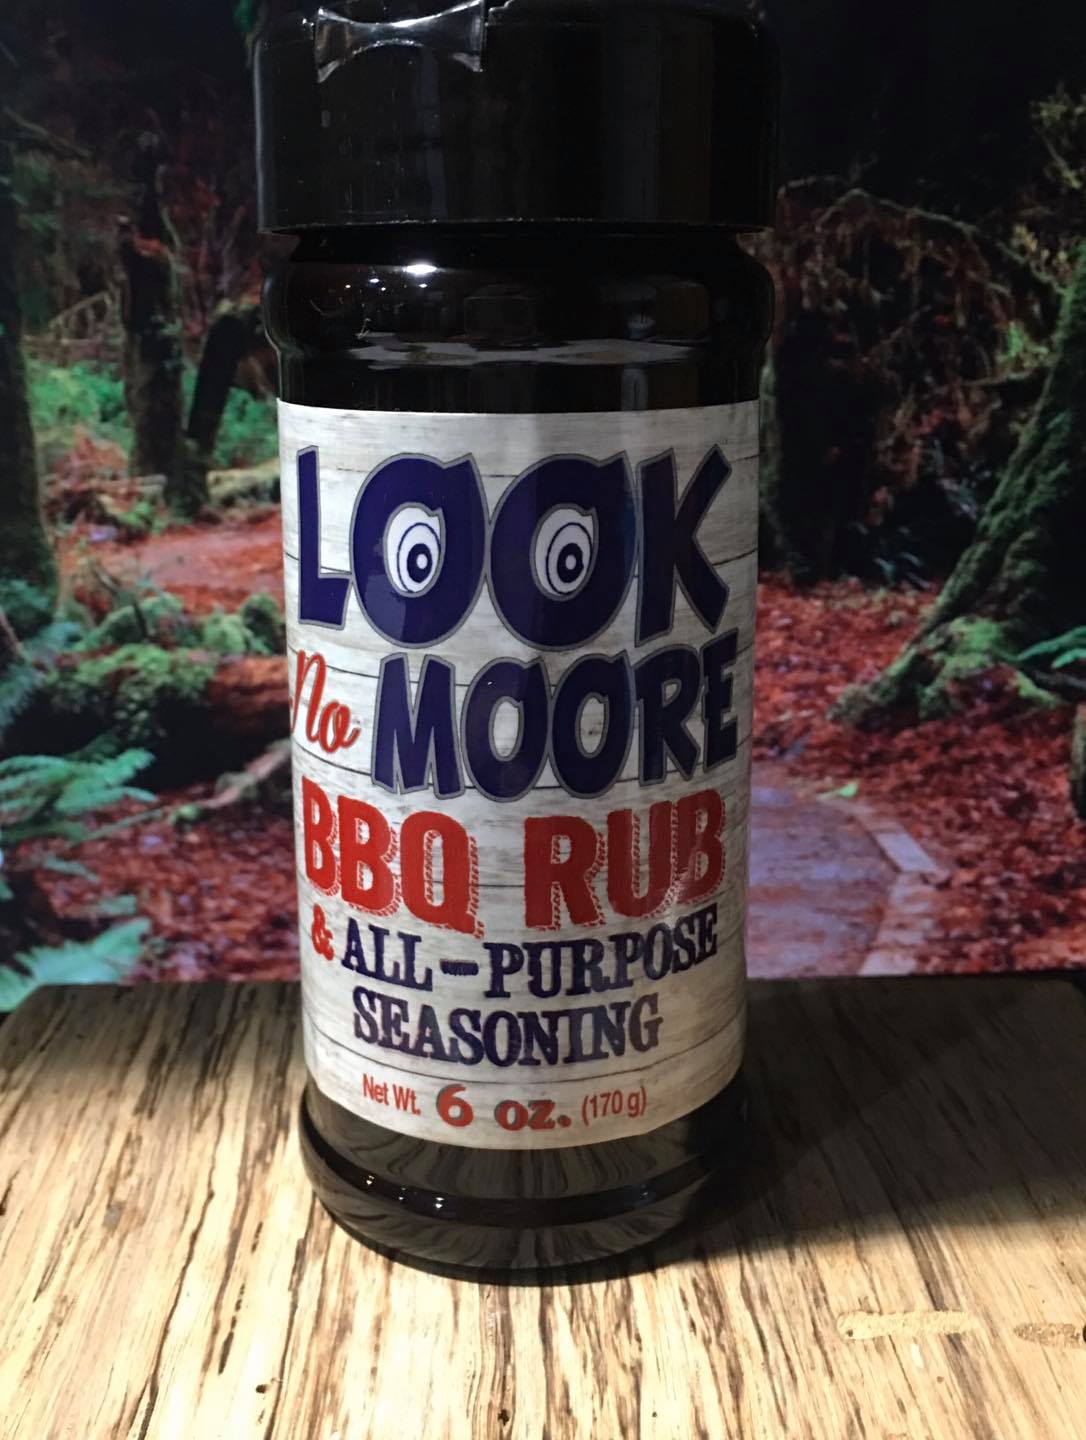 LOOK
No MOORE
BBQ RUB
& ALL-PURPOSE
SEASONING
Net Wt. 6 oz. (170 g)